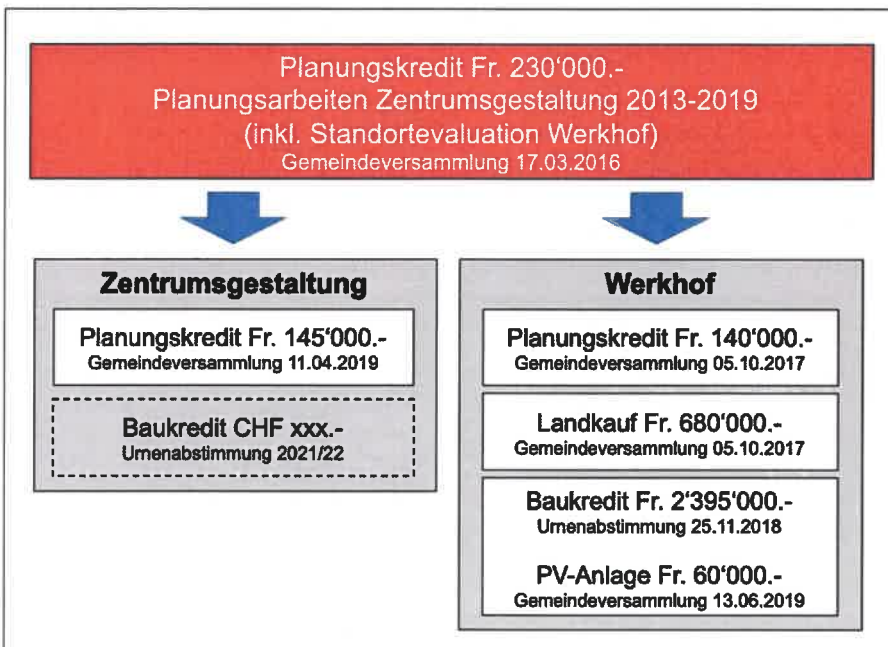 Planungskredit Fr. 230‘000.-
Planungsarbeiten Zentrumsgestaltung 2013-2019
(inkl. Standortevaluation Werkhof)
Gemeindeversammlung 17.03.2016
Zentrumsgestaltung
Planungskredit Fr. 145‘000.-
Gemeindeversammlung 11.04.2019
Baukredit CHF xxx.-
Urnenabstimmung 2021/22
Werkhof
Planungskredit Fr. 140‘000.-
Gemeindeversammlung 05.10.2017
Landkauf Fr. 680‘000.-
Gemeindeversammlung 05.10.2017
Baukredit Fr. 2‘395‘000.-
Urnenabstimmung 25.11.2018
PV-Anlage Fr. 60‘000.-
Gemeindeversammlung 13.06.2019